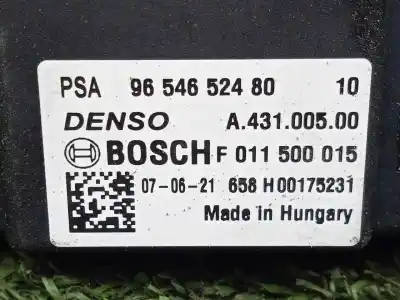 PSA 96 546 524 80 10
DENSO A.431.005.00
BOSCH F 011 500 015
07-06-21 658 H00175231
Made in Hungary